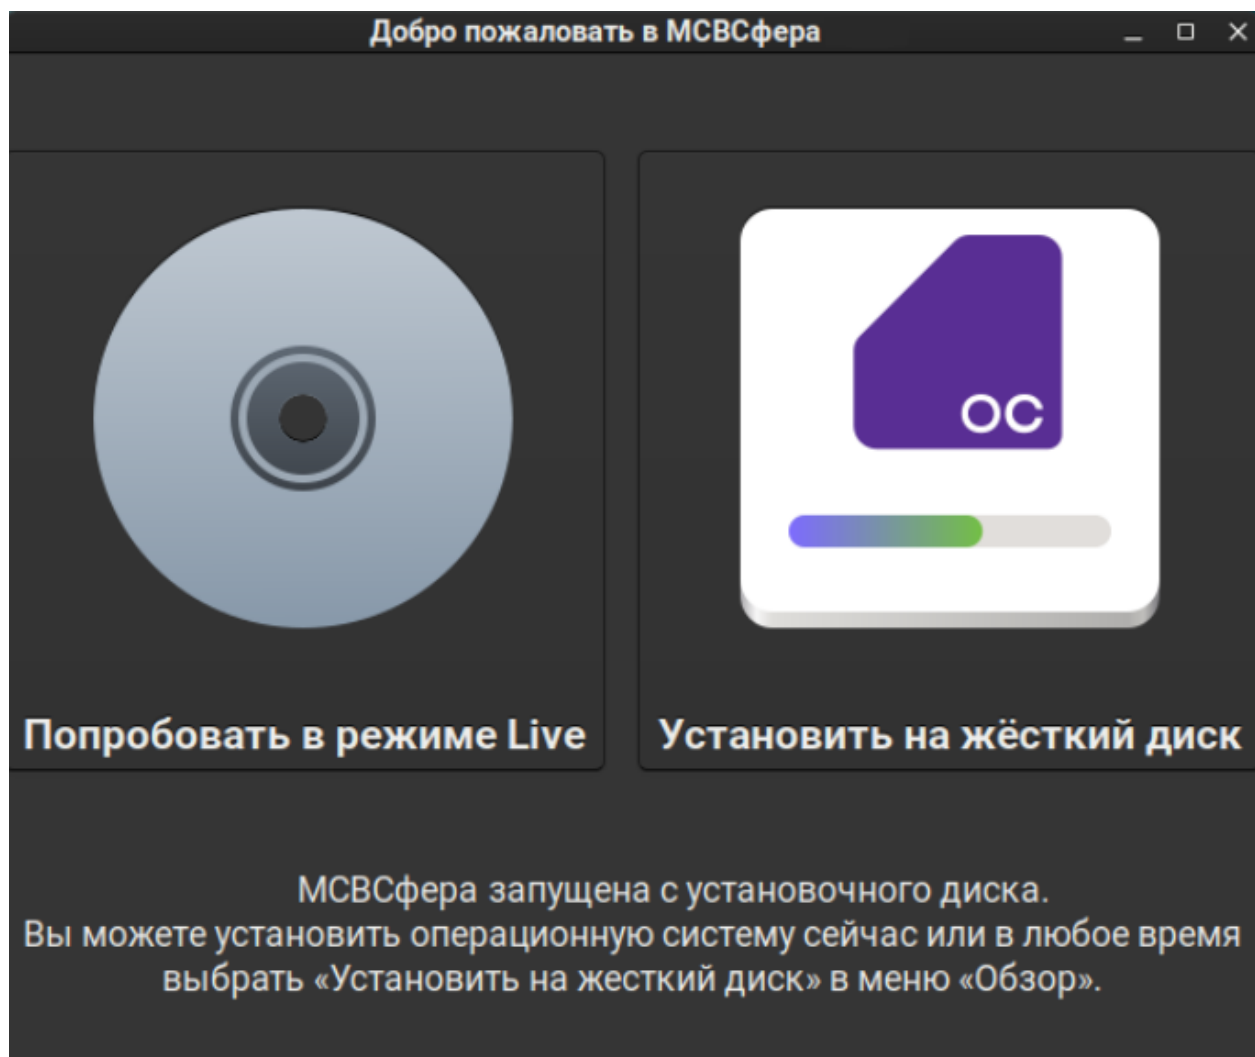 Добро пожаловать в МСВСфера
ОС
Попробовать в режиме Live
Установить на жёсткий диск
МСВСфера запущена с установочного диска.
Вы можете установить операционную систему сейчас или в любое время
выбрать «Установить на жесткий диск» в меню «Обзор».